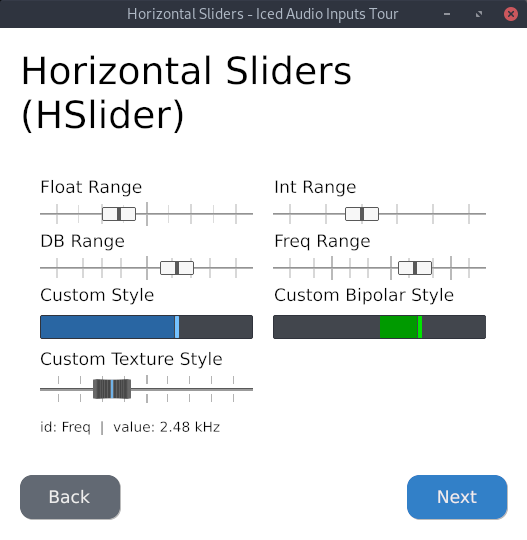 Horizontal Sliders - Iced Audio Inputs Tour
Horizontal Sliders
(HSlider)
Float Range
Int Range
DB Range
Freq Range
Custom Style
Custom Bipolar Style
Custom Texture Style
id: Freq | value: 2.48 kHz
Back
Next